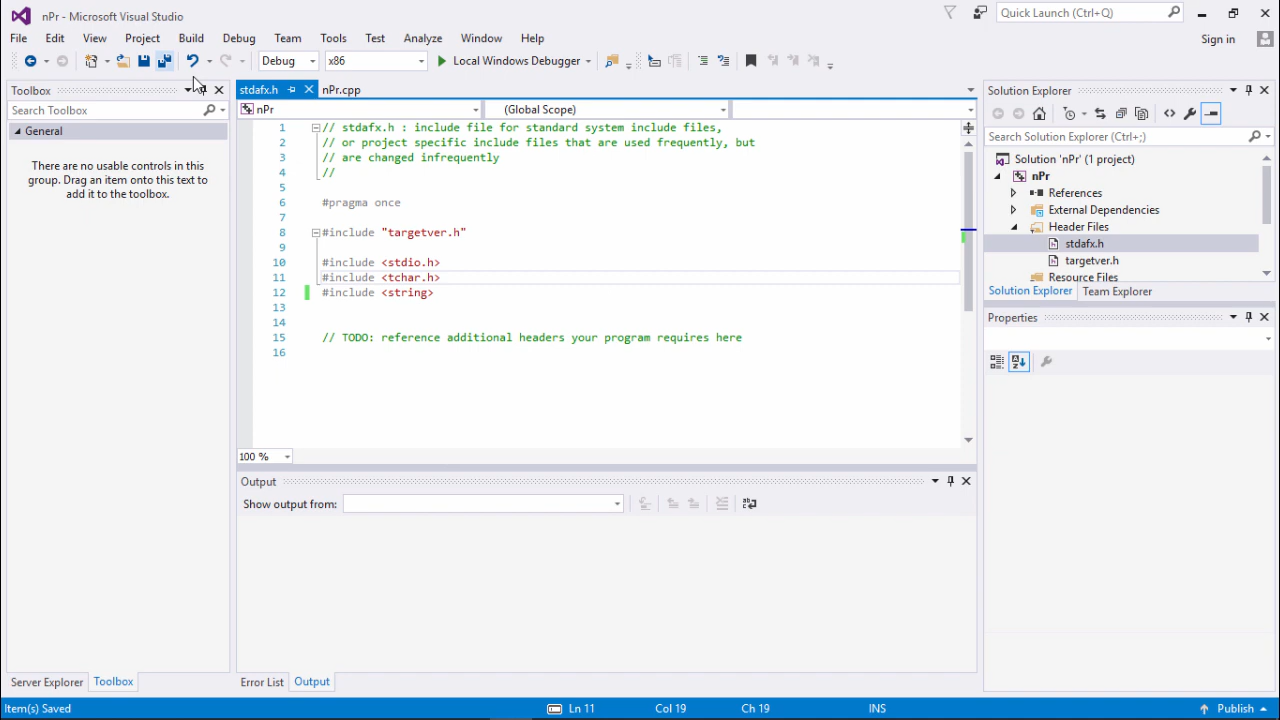 nPr - Microsoft Visual Studio
Quick Launch (Ctrl+Q)
File Edit View Project Build Debug Team Tools Test Analyze Window Help
Sign in
Debug x86 Local Windows Debugger
Toolbox
Search Toolbox
General
There are no usable controls in this
group. Drag an item onto this text to
add it to the toolbox.
Server Explorer Toolbox
stdafx.h nPr.cpp
nPr (Global Scope)
1 // stdafx.h : include file for standard system include files,
2 // or project specific include files that are used frequently, but
3 // are changed infrequently
4 //
5
6 #pragma once
7
8 #include "targetver.h"
9
10 #include <stdio.h>
11 #include <tchar.h>
12 #include <string>
13
14
15 // TODO: reference additional headers your program requires here
16
100 %
Output
Show output from:
Error List Output
Solution Explorer
Search Solution Explorer (Ctrl+;)
Solution 'nPr' (1 project)
nPr
References
External Dependencies
Header Files
stdafx.h
targetver.h
Resource Files
Solution Explorer Team Explorer
Properties
Item(s) Saved Ln 11 Col 19 Ch 19 INS Publish